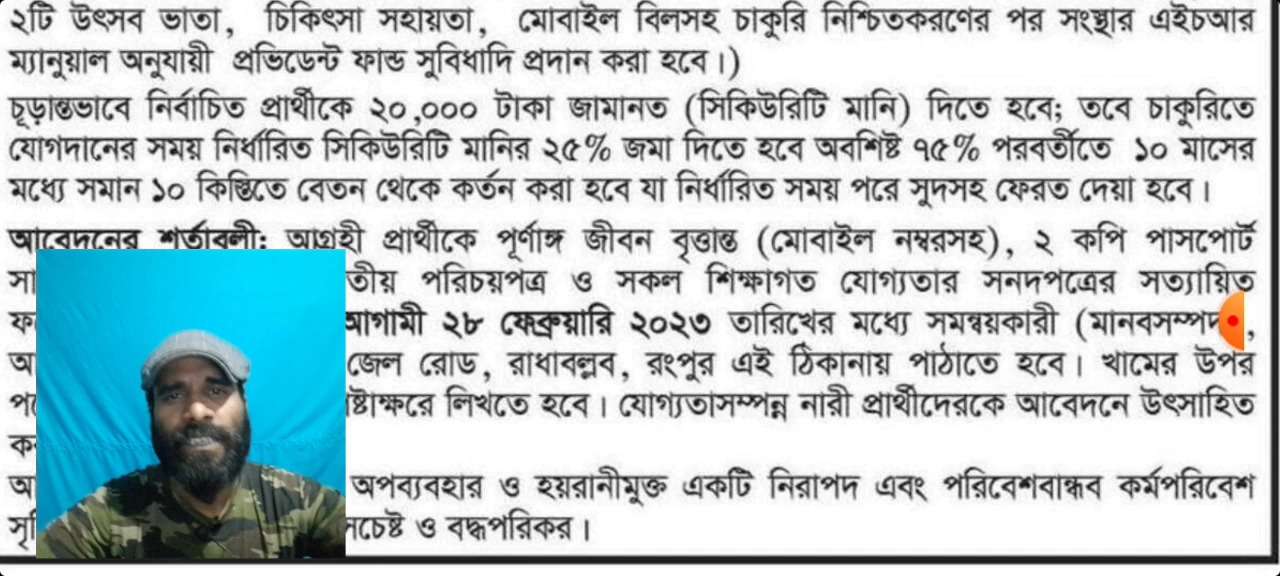 ২টি উৎসব ভাতা, চিকিৎসা সহায়তা, মোবাইল বিলসহ চাকুরি নিশ্চিতকরণের পর সংস্থার এইচআর
ম্যানুয়াল অনুযায়ী প্রভিডেন্ট ফান্ড সুবিধাদি প্রদান করা হবে।)
চূড়ান্তভাবে নির্বাচিত প্রার্থীকে ২০,০০০ টাকা জামানত (সিকিউরিটি মানি) দিতে হবে; তবে চাকুরিতে
যোগদানের সময় নির্ধারিত সিকিউরিটি মানির ২৫% জমা দিতে হবে অবশিষ্ট ৭৫% পরবর্তীতে ১০ মাসের
মধ্যে সমান ১০ কিস্তিতে বেতন থেকে কর্তন করা হবে যা নির্ধারিত সময় পরে সুদসহ ফেরত দেয়া হবে।
আবেদনের শর্তাবলী: আগ্রহী প্রার্থীকে পূর্ণাঙ্গ জীবন বৃত্তান্ত (মোবাইল নম্বরসহ), ২ কপি পাসপোর্ট
সা তীয় পরিচয়পত্র ও সকল শিক্ষাগত যোগ্যতার সনদপত্রের সত্যায়িত
আগামী ২৮ ফেব্রুয়ারি ২০২৩ তারিখের মধ্যে সমন্বয়কারী (মানবসম্পদ ,
আ জেল রোড, রাধাবল্লব, রংপুর এই ঠিকানায় পাঠাতে হবে। খামের উপর
ষ্টাক্ষরে লিখতে হবে। যোগ্যতাসম্পন্ন নারী প্রার্থীদেরকে আবেদনে উৎসাহিত
ক
আ অপব্যবহার ও হয়রানীমুক্ত একটি নিরাপদ এবং পরিবেশবান্ধব কর্মপরিবেশ
সৃ সচেষ্ট ও বদ্ধপরিকর।